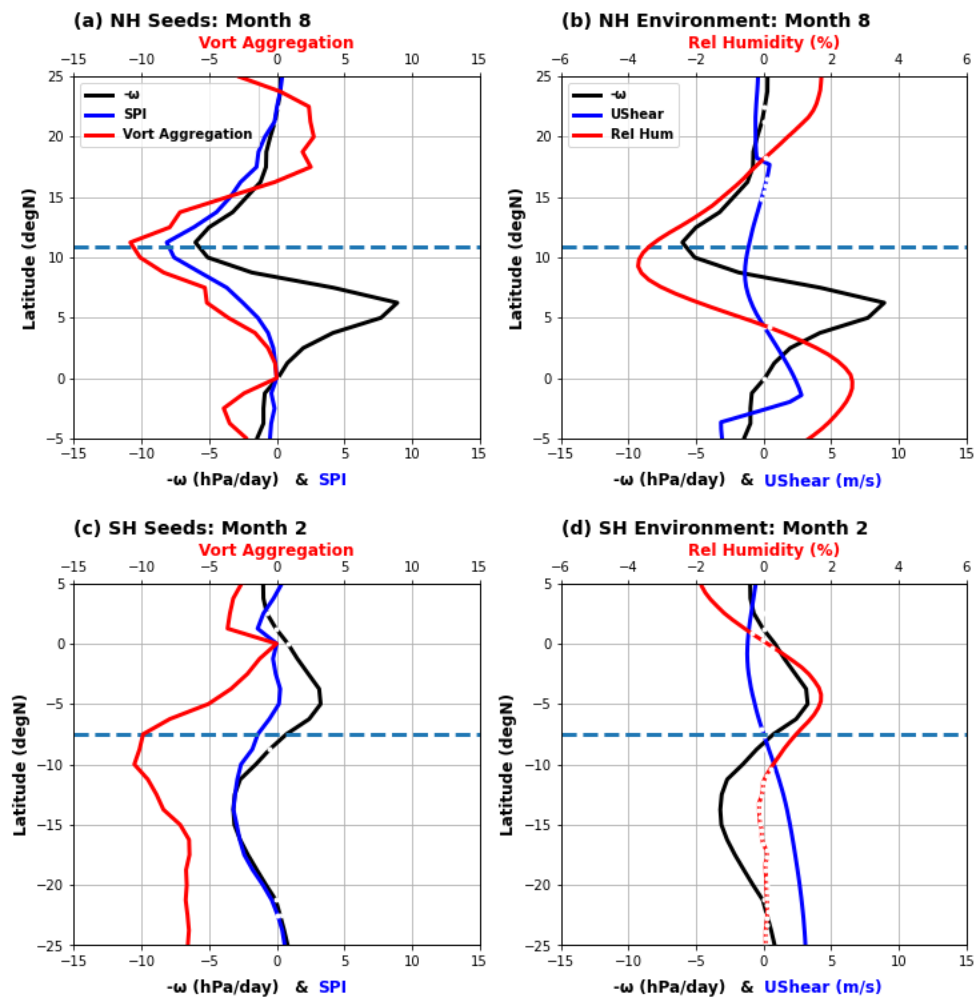 (a) NH Seeds: Month 8
Vort Aggregation
−15 −10 −5 0 5 10 15
25
20
15
10
5
0
−5
Latitude (degN)
-ω
SPI
Vort Aggregation
−15 −10 −5 0 5 10 15
-ω (hPa/day) & SPI
(b) NH Environment: Month 8
Rel Humidity (%)
−6 −4 −2 0 2 4 6
25
20
15
10
5
0
−5
Latitude (degN)
-ω
UShear
Rel Hum
−15 −10 −5 0 5 10 15
-ω (hPa/day) & UShear (m/s)
(c) SH Seeds: Month 2
Vort Aggregation
−15 −10 −5 0 5 10 15
5
0
−5
−10
−15
−20
−25
Latitude (degN)
−15 −10 −5 0 5 10 15
-ω (hPa/day) & SPI
(d) SH Environment: Month 2
Rel Humidity (%)
−6 −4 −2 0 2 4 6
5
0
−5
−10
−15
−20
−25
Latitude (degN)
−15 −10 −5 0 5 10 15
-ω (hPa/day) & UShear (m/s)